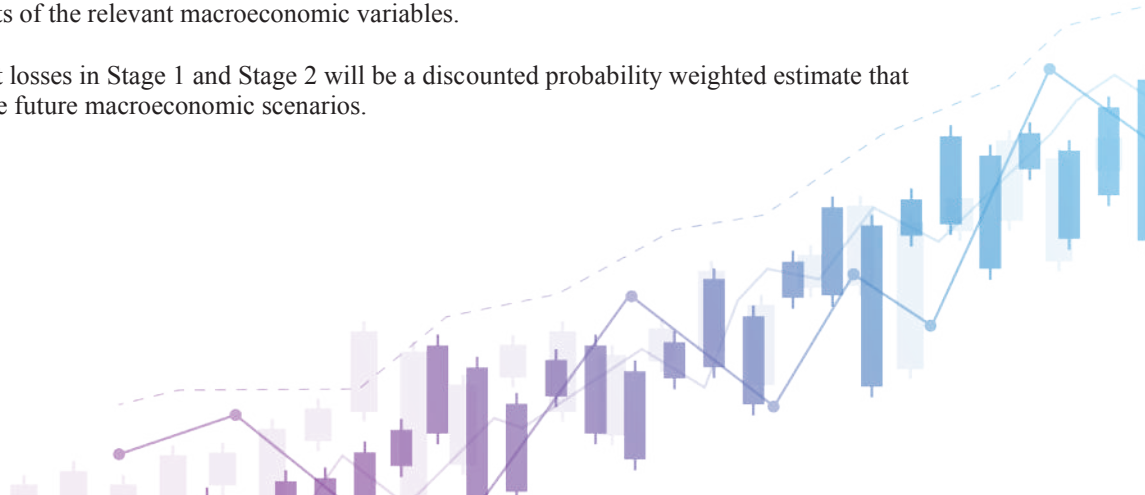 of the relevant macroeconomic variables.
losses in Stage 1 and Stage 2 will be a discounted probability weighted estimate that
future macroeconomic scenarios.